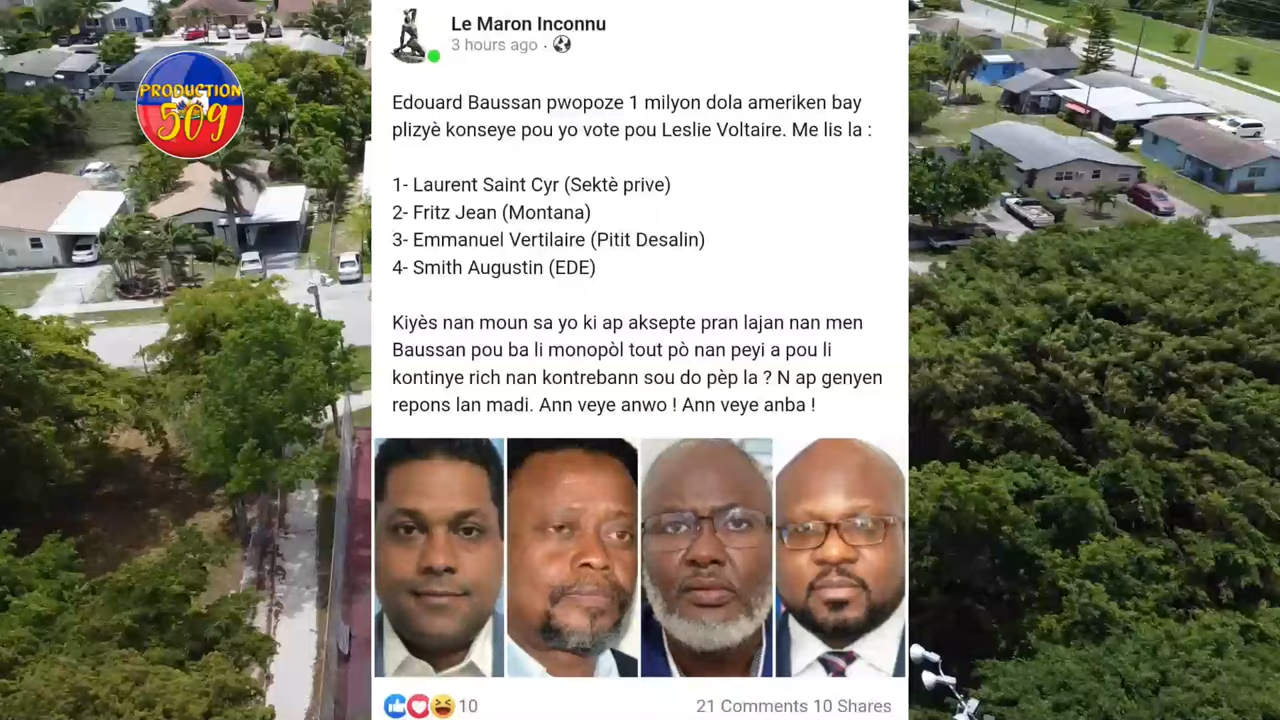 PRODUCTION
509
Le Maron Inconnu
3 hours ago ·
Edouard Baussan pwopoze 1 milyon dola ameriken bay
plizyè konseye pou yo vote pou Leslie Voltaire. Me lis la :
1- Laurent Saint Cyr (Sektè prive)
2- Fritz Jean (Montana)
3- Emmanuel Vertilaire (Pitit Desalin)
4- Smith Augustin (EDE)
Kiyès nan moun sa yo ki ap aksepte pran lajan nan men
Baussan pou ba li monopòl tout pò nan peyi a pou li
kontinye rich nan kontrebann sou do pèp la ? N ap genyen
repons lan madi. Ann veye anwo ! Ann veye anba !
10
21 Comments 10 Shares